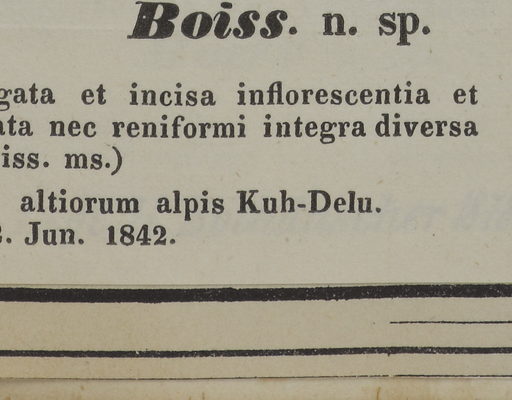 Boiss. n. sp.
gata et incisa inflorescentia et
ata nec reniformi integra diversa
iss. ms.)
altiorum alpis Kuh-Delu.
2. Jun. 1842.